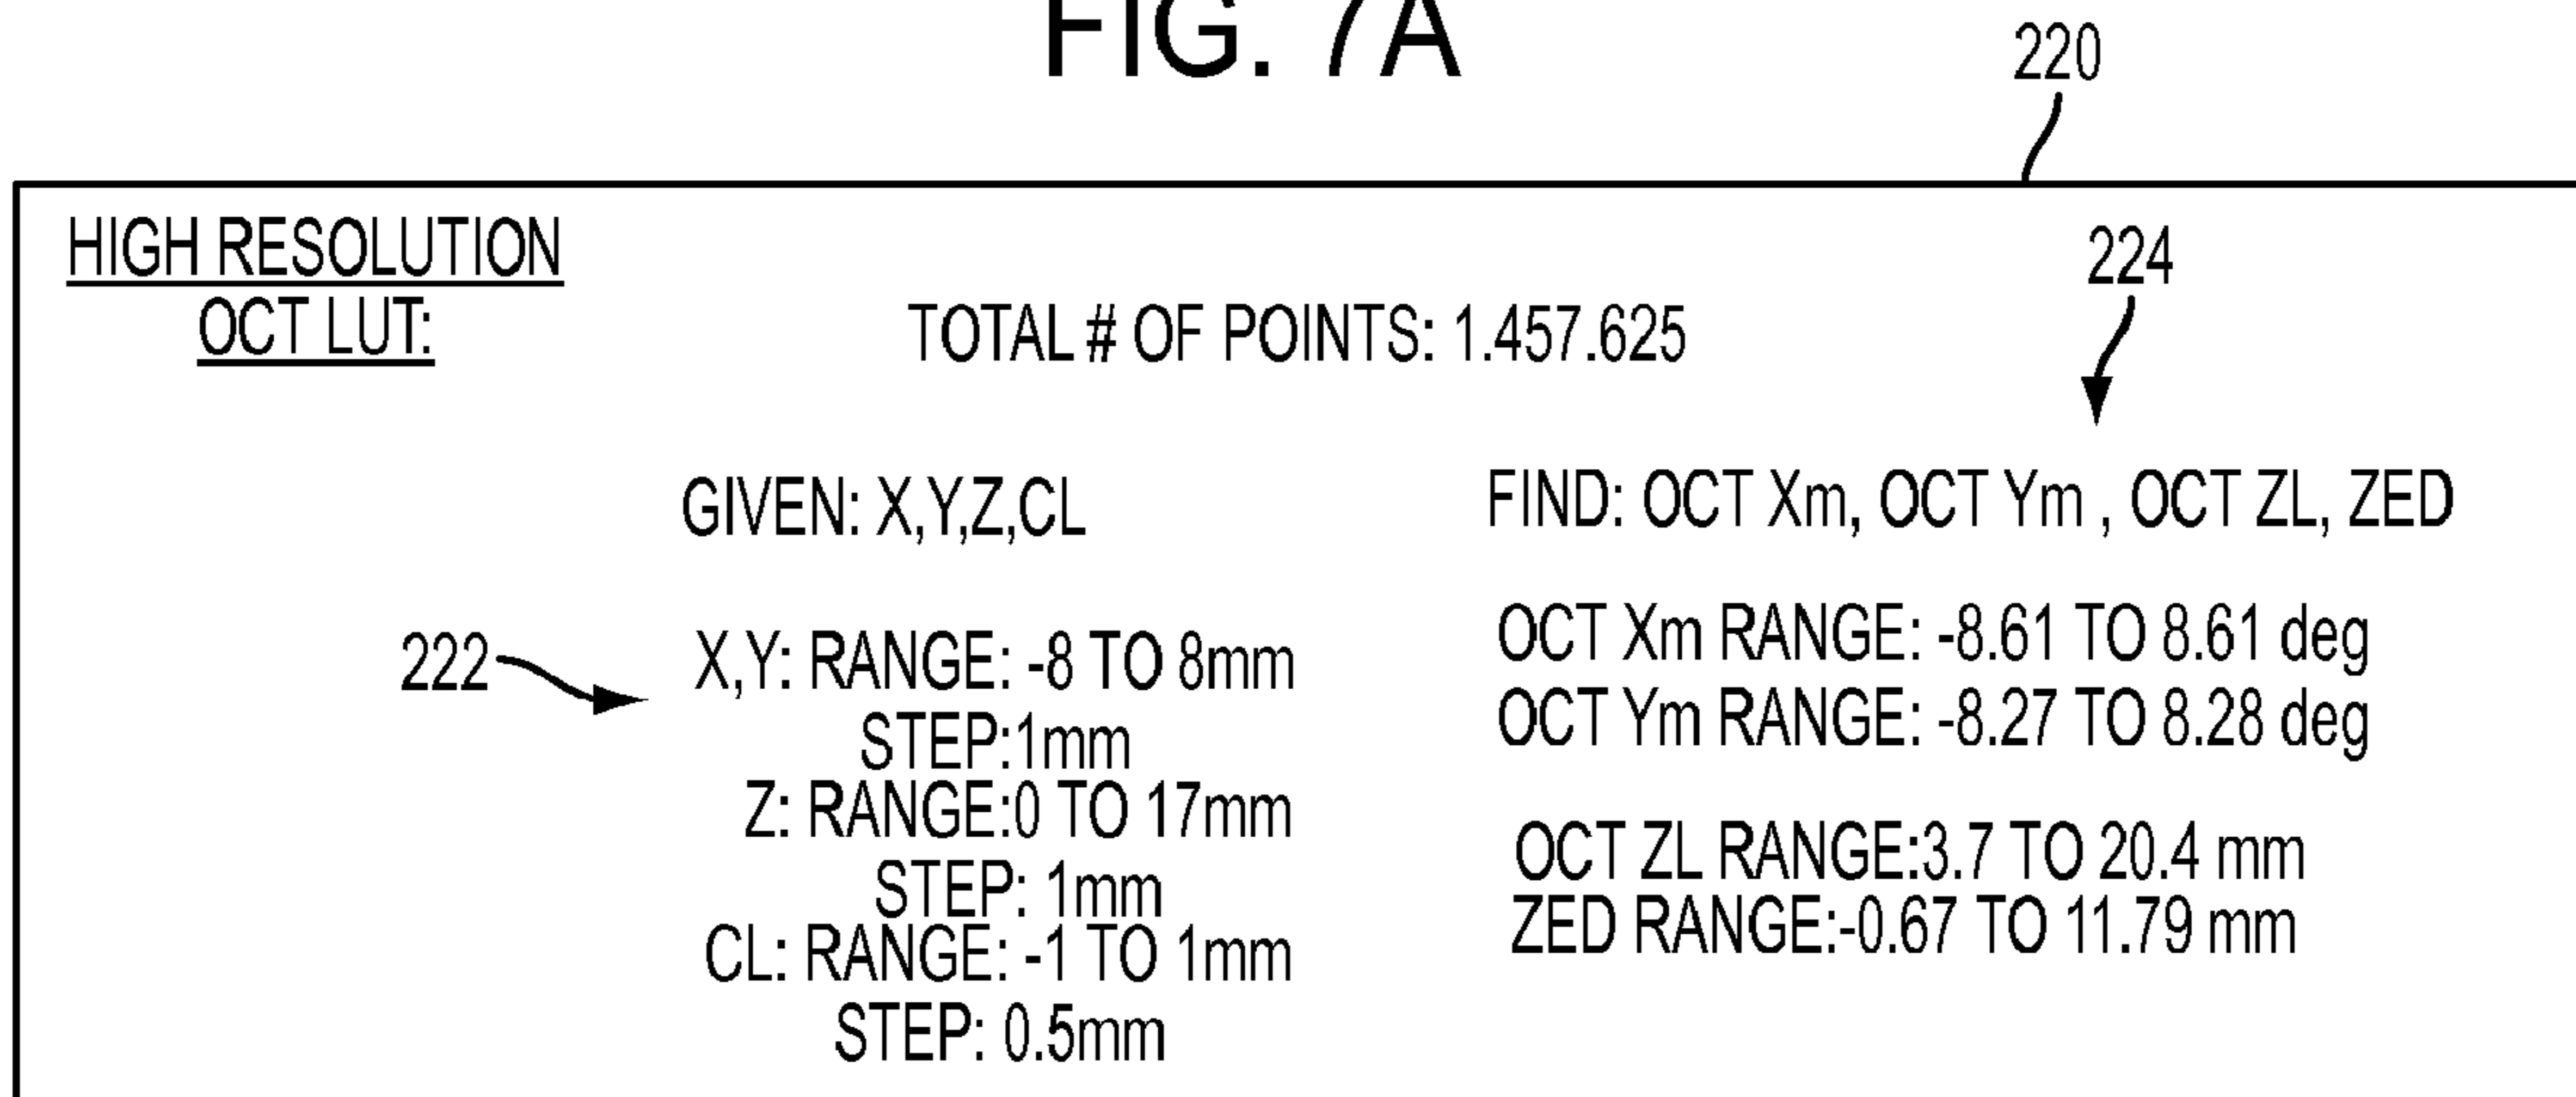 FIG. 7A
220
HIGH RESOLUTION
OCT LUT:
TOTAL # OF POINTS: 1.457.625
224
GIVEN: X,Y,Z,CL
FIND: OCT Xm, OCT Ym , OCT ZL, ZED
222
X,Y: RANGE: -8 TO 8mm
STEP:1mm
Z: RANGE:0 TO 17mm
STEP: 1mm
CL: RANGE: -1 TO 1mm
STEP: 0.5mm
OCT Xm RANGE: -8.61 TO 8.61 deg
OCT Ym RANGE: -8.27 TO 8.28 deg
OCT ZL RANGE:3.7 TO 20.4 mm
ZED RANGE:-0.67 TO 11.79 mm